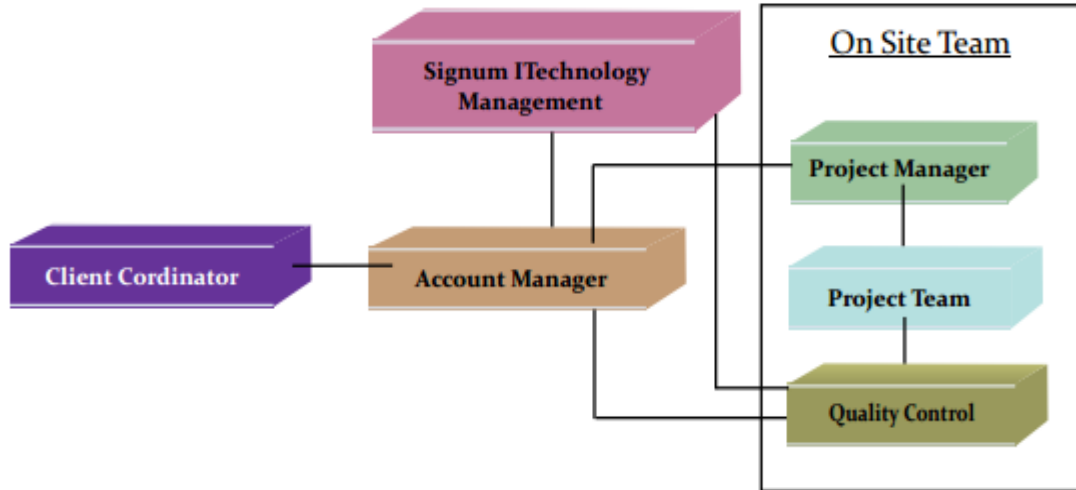 On Site Team
Signum ITechnology
Management
Project Manager
Client Cordinator
Account Manager
Project Team
Quality Control